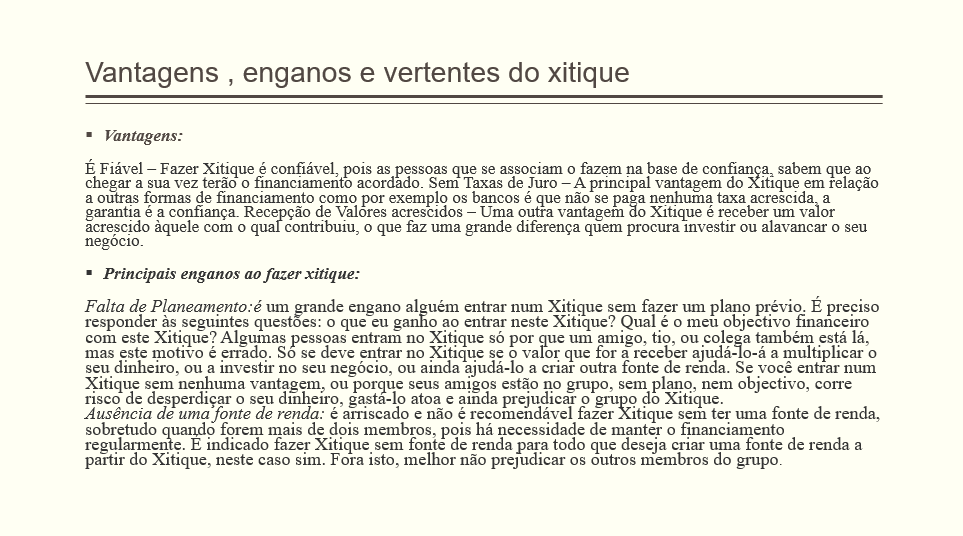 Vantagens , enganos e vertentes do xitique
▪ Vantagens:
É Fiável – Fazer Xitique é confiável, pois as pessoas que se associam o fazem na base de confiança, sabem que ao
chegar a sua vez terão o financiamento acordado. Sem Taxas de Juro – A principal vantagem do Xitique em relação
a outras formas de financiamento como por exemplo os bancos é que não se paga nenhuma taxa acrescida, a
garantia é a confiança. Recepção de Valores acrescidos – Uma outra vantagem do Xitique é receber um valor
acrescido àquele com o qual contribuiu, o que faz uma grande diferença quem procura investir ou alavancar o seu
negócio.
▪ Principais enganos ao fazer xitique:
Falta de Planeamento:é um grande engano alguém entrar num Xitique sem fazer um plano prévio. É preciso
responder às seguintes questões: o que eu ganho ao entrar neste Xitique? Qual é o meu objectivo financeiro
com este Xitique? Algumas pessoas entram no Xitique só por que um amigo, tio, ou colega também está lá,
mas este motivo é errado. Só se deve entrar no Xitique se o valor que for a receber ajudá-lo-á a multiplicar o
seu dinheiro, ou a investir no seu negócio, ou ainda ajudá-lo a criar outra fonte de renda. Se você entrar num
Xitique sem nenhuma vantagem, ou porque seus amigos estão no grupo, sem plano, nem objectivo, corre
risco de desperdiçar o seu dinheiro, gastá-lo atoa e ainda prejudicar o grupo do Xitique.
Ausência de uma fonte de renda: é arriscado e não é recomendável fazer Xitique sem ter uma fonte de renda,
sobretudo quando forem mais de dois membros, pois há necessidade de manter o financiamento
regularmente. É indicado fazer Xitique sem fonte de renda para todo que deseja criar uma fonte de renda a
partir do Xitique, neste caso sim. Fora isto, melhor não prejudicar os outros membros do grupo.